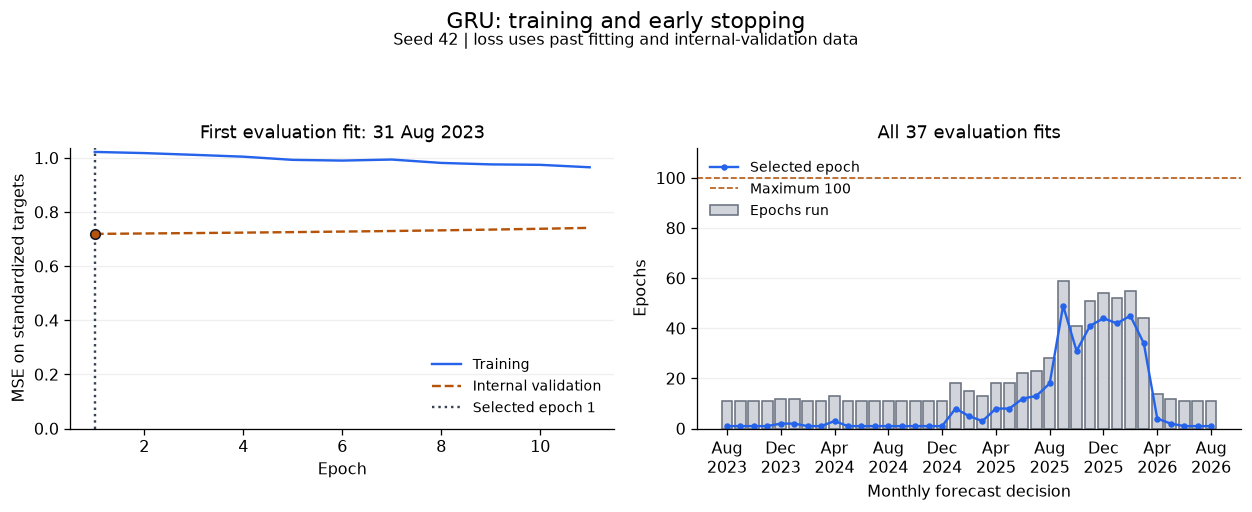 GRU: training and early stopping
Seed 42 | loss uses past fitting and internal-validation data
First evaluation fit: 31 Aug 2023
MSE on standardized targets
1.0
0.8
0.6
0.4
0.2
0.0
Training
Internal validation
Selected epoch 1
2 4 6 8 10
Epoch
All 37 evaluation fits
Epochs
100
80
60
40
20
0
Selected epoch
Maximum 100
Epochs run
Aug Dec Apr Aug Dec Apr Aug Dec Apr Aug
2023 2023 2024 2024 2024 2025 2025 2025 2026 2026
Monthly forecast decision